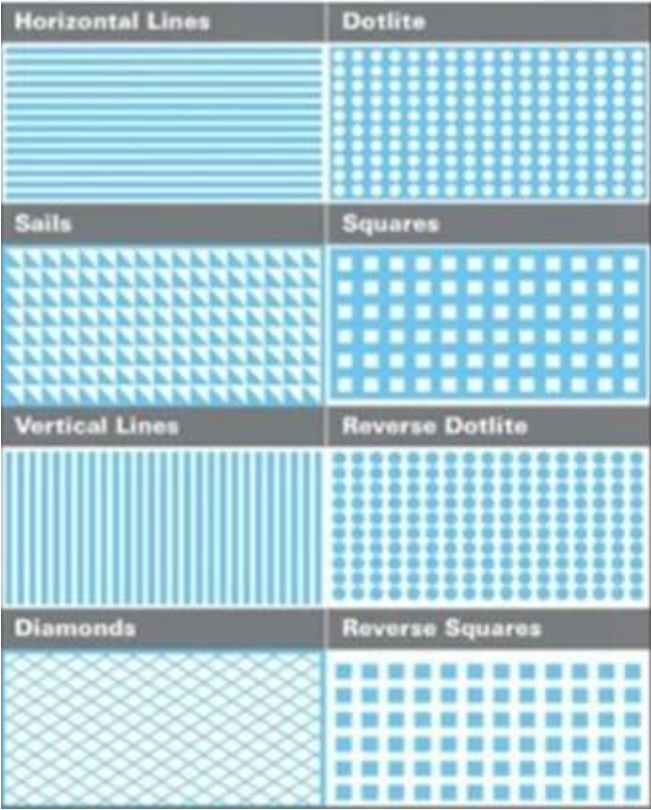 Horizontal Lines
Dotlite
Sails
Squares
Vertical Lines
Reverse Dotlite
Diamonds
Reverse Squares